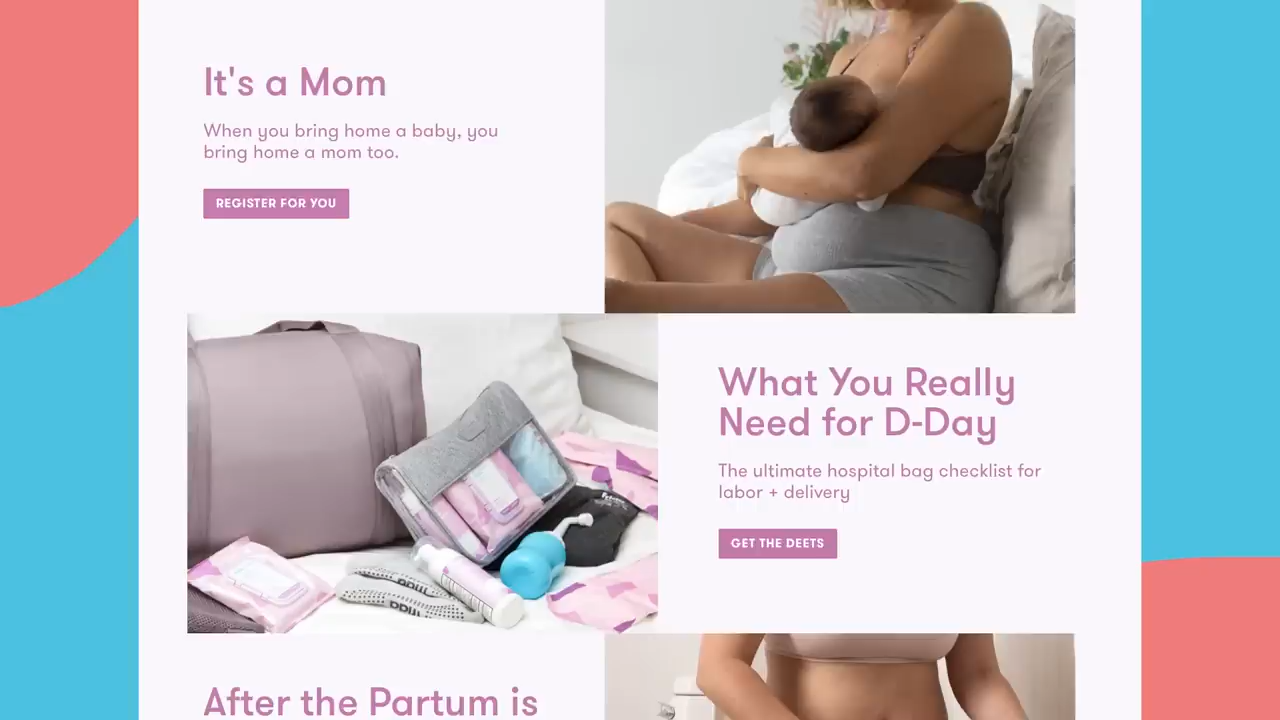 It's a Mom
When you bring home a baby, you
bring home a mom too.
REGISTER FOR YOU
What You Really
Need for D-Day
The ultimate hospital bag checklist for
labor + delivery
GET THE DEETS
After the Partum is